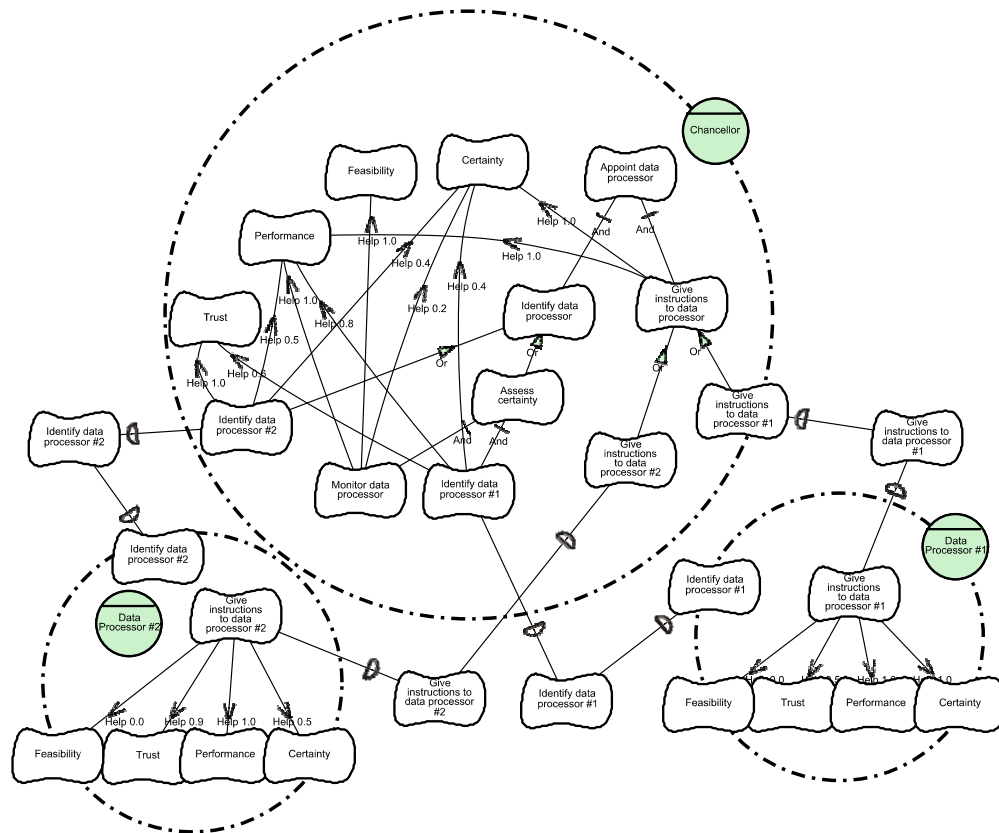 Chancellor
Certainty
Appoint data
processor
Feasibility
Help 1.0
And
And
Performance
Help 1.0
Help 0.4
Help 1.0
Help 0.4
Help 1.0
Help 0.2
Give
instructions
to data
processor
Identify data
processor
Trust
Help 0.8
Help 0.5
Or
Or
Or
Or
Help 1.0
Assess
certainty
Give
instructions
to data
processor #1
Identify data
processor #2
Identify data
processor #2
And
And
Give
instructions to
data processor
#1
Give
instructions
to data
processor #2
Monitor data
processor
Identify data
processor #1
Identify data
processor #2
Data
Processor #1
Identify data
processor #1
Give
instructions
to data
processor #1
Data
Processor #2
Give
instructions
to data
processor #2
Give
instructions to
data processor
#2
Identify data
processor #1
Feasibility
Trust
Performance
Certainty
Help 0.0
Help 0.9
Help 1.0
Help 0.5
Feasibility
Trust
Performance
Certainty